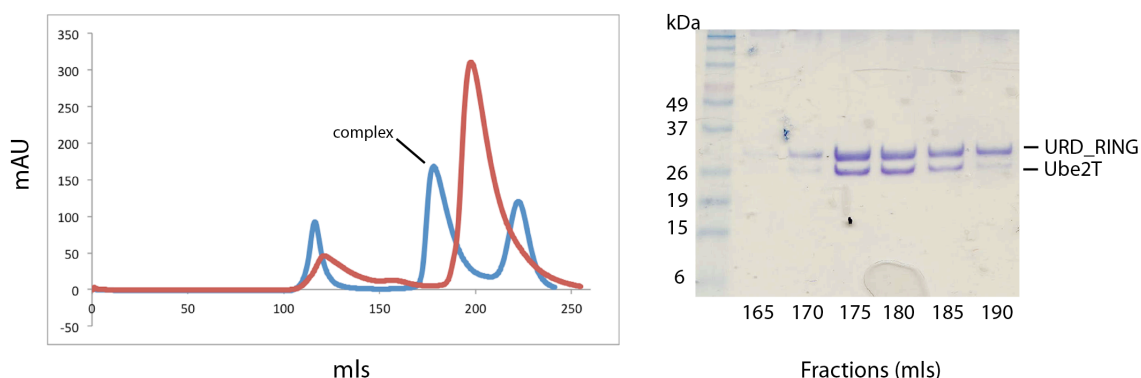 350
300
250
200
150
100
50
0
-50
mAU
complex
0 50 100 150 200 250
mls
kDa
49
37
26
19
15
6
URD_RING
Ube2T
165 170 175 180 185 190
Fractions (mls)